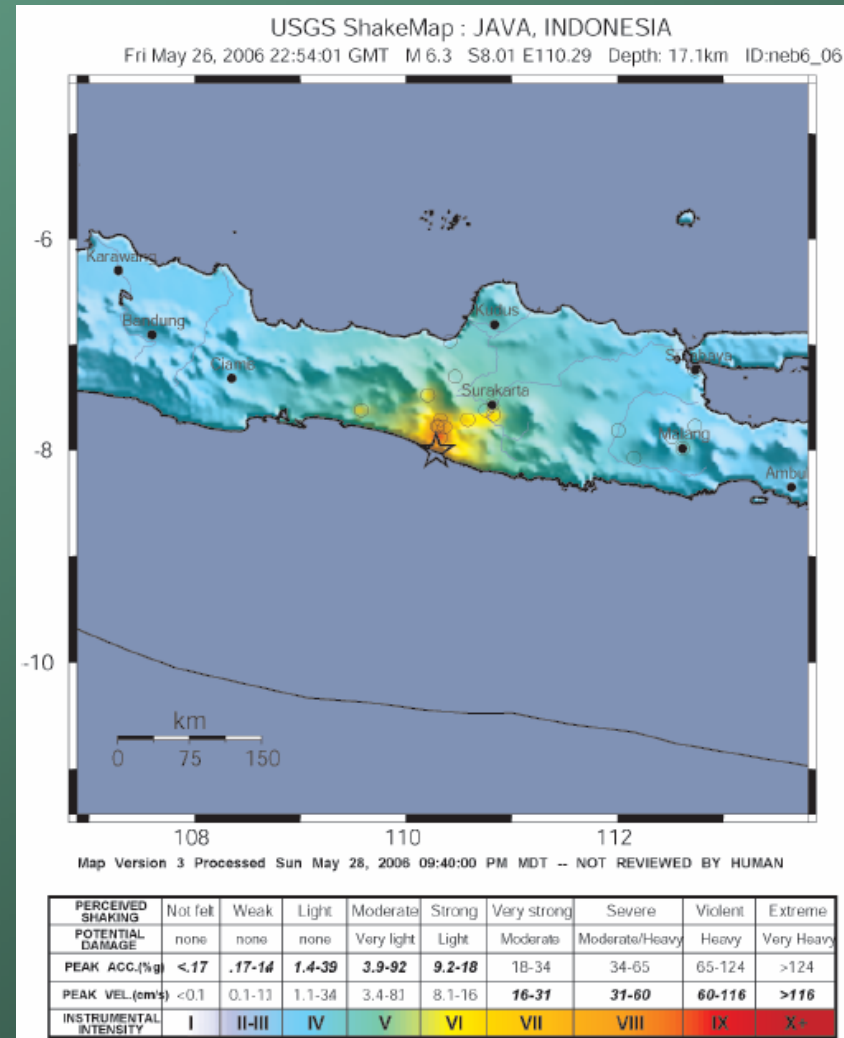 USGS ShakeMap : JAVA, INDONESIA
Fri May 26, 2006 22:54:01 GMT M 6.3 S8.01 E110.29 Depth: 17.1km ID:neb6_06
-6
Karawang
Kudus
Bandung
Surabaya
Ciamis
Surakarta
-8
Malang
Ambul
-10
km
0 75 150
108 110 112
Map Version 3 Processed Sun May 28, 2006 09:40:00 PM MDT -- NOT REVIEWED BY HUMAN
PERCEIVED SHAKING Not felt Weak Light Moderate Strong Very strong Severe Violent Extreme
POTENTIAL DAMAGE none none none Very light Light Moderate Moderate/Heavy Heavy Very Heavy
PEAK ACC.(%g) <.17 .17-14 1.4-39 3.9-92 9.2-18 18-34 34-65 65-124 >124
PEAK VEL.(cm/s) <0.1 0.1-1.1 1.1-3.4 3.4-8.1 8.1-16 16-31 31-60 60-116 >116
INSTRUMENTAL INTENSITY I II-III IV V VI VII VIII IX X+